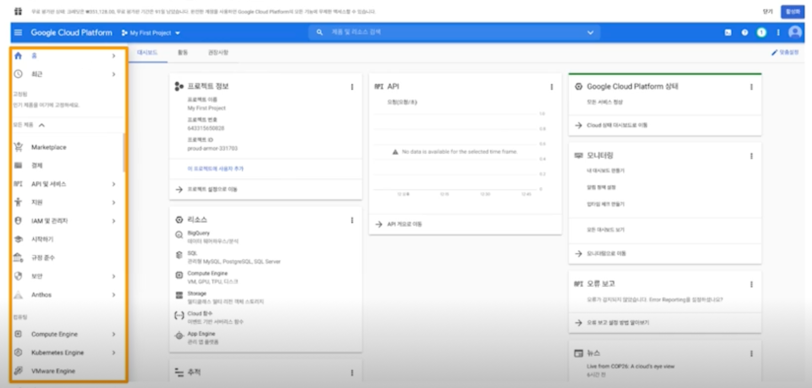 무료 평가판 상태: 크레딧은 ₩351,128.00, 무료 평가판 기간은 91일 남았습니다. 완전한 계정을 사용하면 Google Cloud Platform의 모든 기능에 무제한 액세스할 수 있습니다.
닫기
활성화
Google Cloud Platform
My First Project
제품 및 리소스 검색
홈
최근
고정됨
인기 제품을 여기에 고정하세요.
모든 제품
Marketplace
결제
API 및 서비스
지원
IAM 및 관리자
시작하기
규정 준수
보안
Anthos
컴퓨팅
Compute Engine
Kubernetes Engine
VMware Engine
대시보드
활동
권장사항
맞춤설정
프로젝트 정보
프로젝트 이름
My First Project
프로젝트 번호
프로젝트 ID
이 프로젝트에 사용자 추가
프로젝트 설정으로 이동
리소스
BigQuery
데이터 웨어하우스/분석
SQL
관리형 MySQL, PostgreSQL, SQL Server
Compute Engine
VM, GPU, TPU, 디스크
Storage
멀티클래스 멀티 리전 객체 스토리지
Cloud 함수
이벤트 기반 서버리스 함수
App Engine
관리 앱 플랫폼
추적
API API
요청(요청/초)
1.0
0.8
0.6
0.4
0.2
0
No data is available for the selected time frame
API 개요로 이동
Google Cloud Platform 상태
모든 서비스 정상
Cloud 상태 대시보드로 이동
모니터링
내 대시보드 만들기
알림 정책 설정
업타임 체크 만들기
모든 대시보드 보기
모니터링으로 이동
오류 보고
오류가 감지되지 않았습니다. Error Reporting을 설정하셨나요?
오류 보고 설정 방법 알아보기
뉴스
Live from COP26: A cloud's eye view